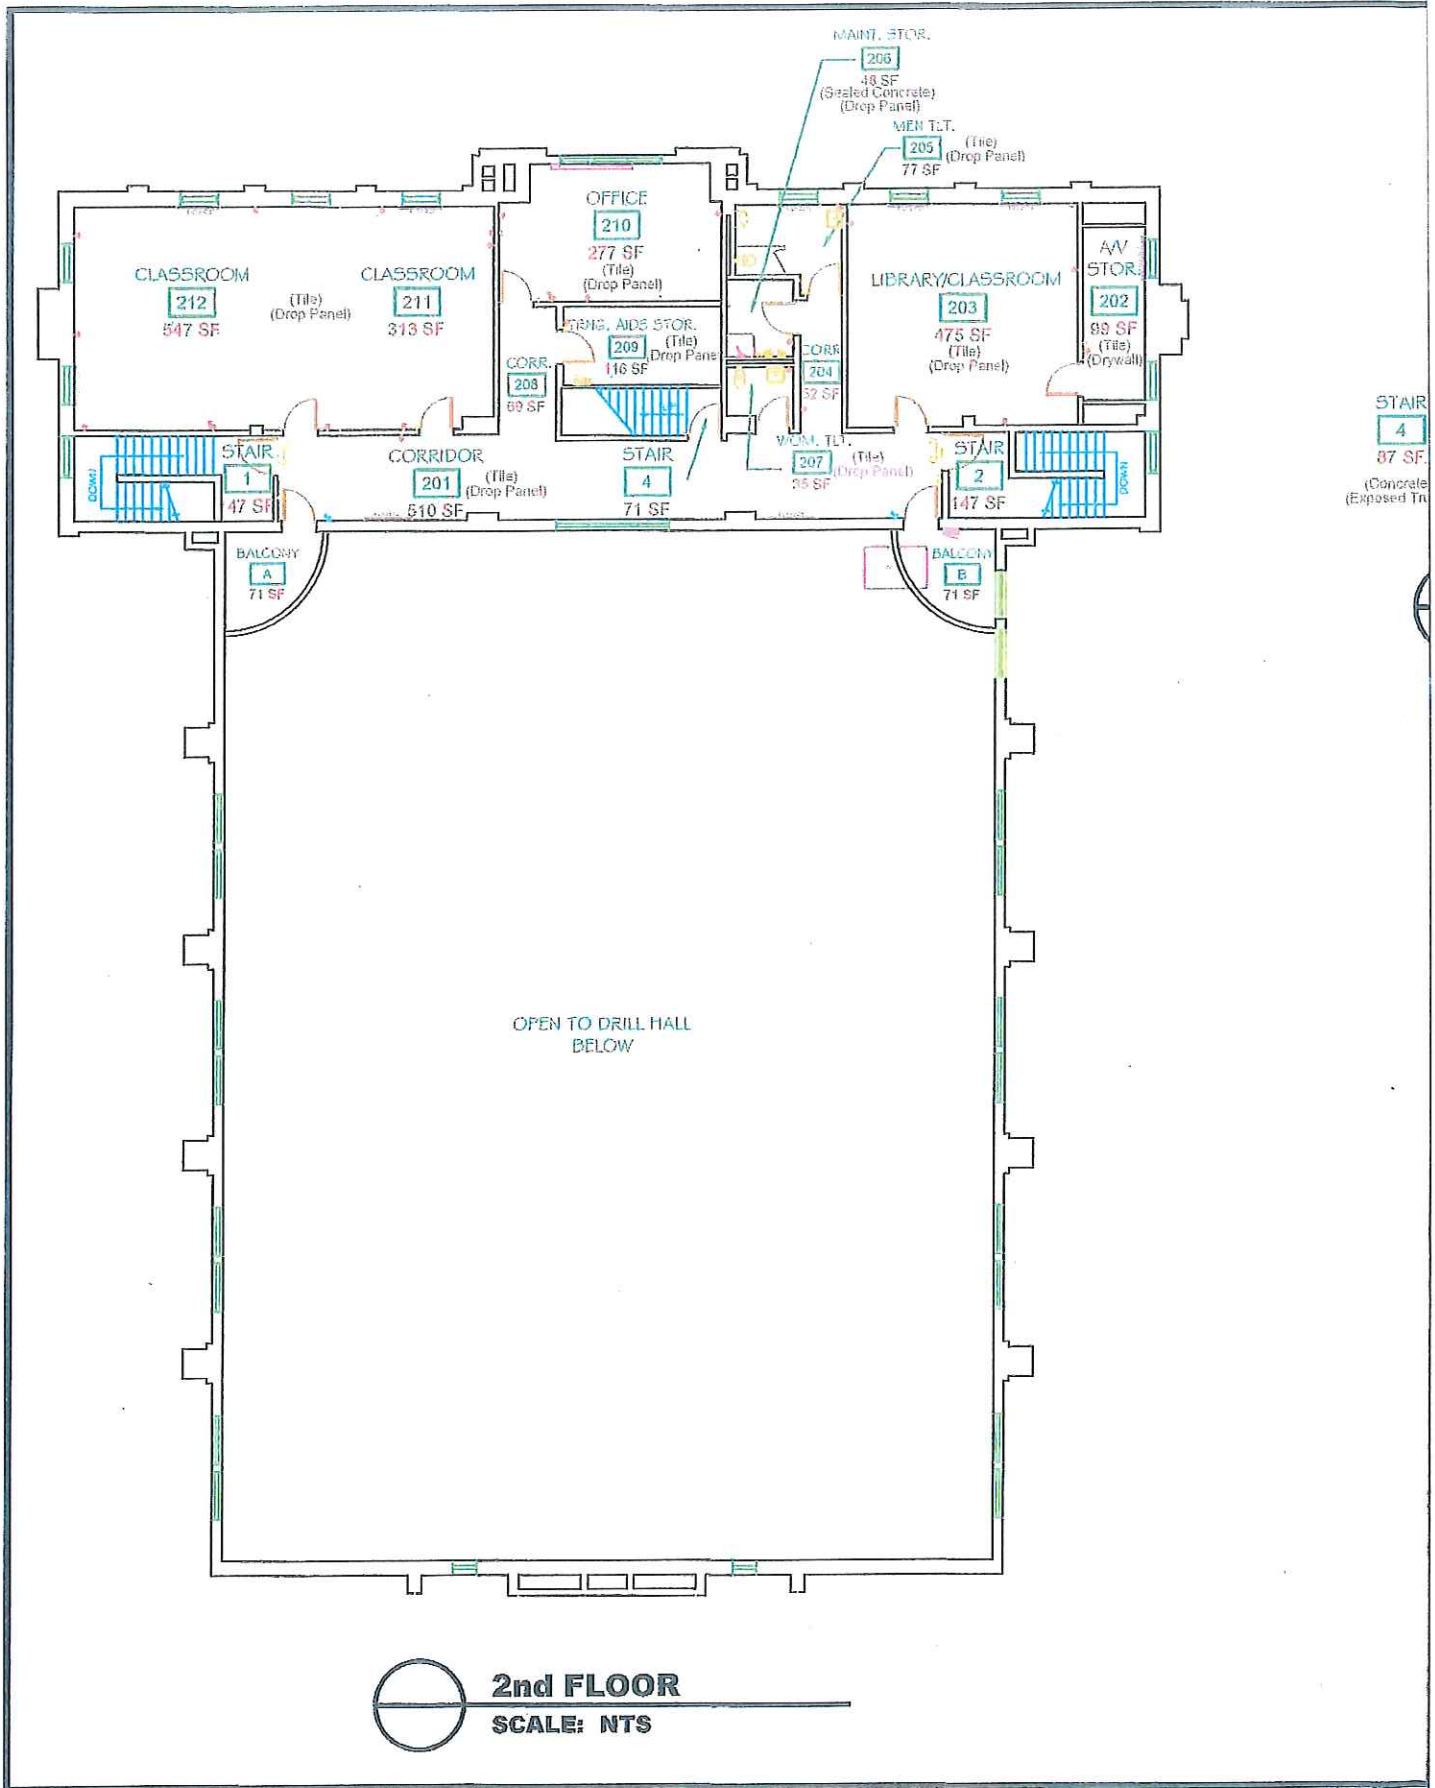 MAINT. STOR.
206
48 SF
(Sealed Concrete)
(Drop Panel)
MEN TLT.
205
77 SF
(Tile)
(Drop Panel)
OFFICE
210
277 SF
(Tile)
(Drop Panel)
CLASSROOM
212
547 SF
(Tile)
(Drop Panel)
CLASSROOM
211
313 SF
LIBRARY/CLASSROOM
203
475 SF
(Tile)
(Drop Panel)
A/V
STOR.
202
99 SF
(Tile)
(Drywall)
TRNG. AIDS STOR.
209
116 SF
(Tile)
(Drop Pane
CORR.
208
69 SF
CORR
204
52 SF
UP
STAIR
4
87 SF.
(Concrete
(Exposed Tru
DOWN
STAIR
1
47 SF
CORRIDOR
201
510 SF
(Tile)
(Drop Panel)
STAIR
4
71 SF
WOM. TLT.
207
35 SF
(Tile)
(Drop Panel)
STAIR
2
147 SF
DOWN
BALCONY
A
71 SF
BALCONY
B
71 SF
OPEN TO DRILL HALL
BELOW
2nd FLOOR
SCALE: NTS